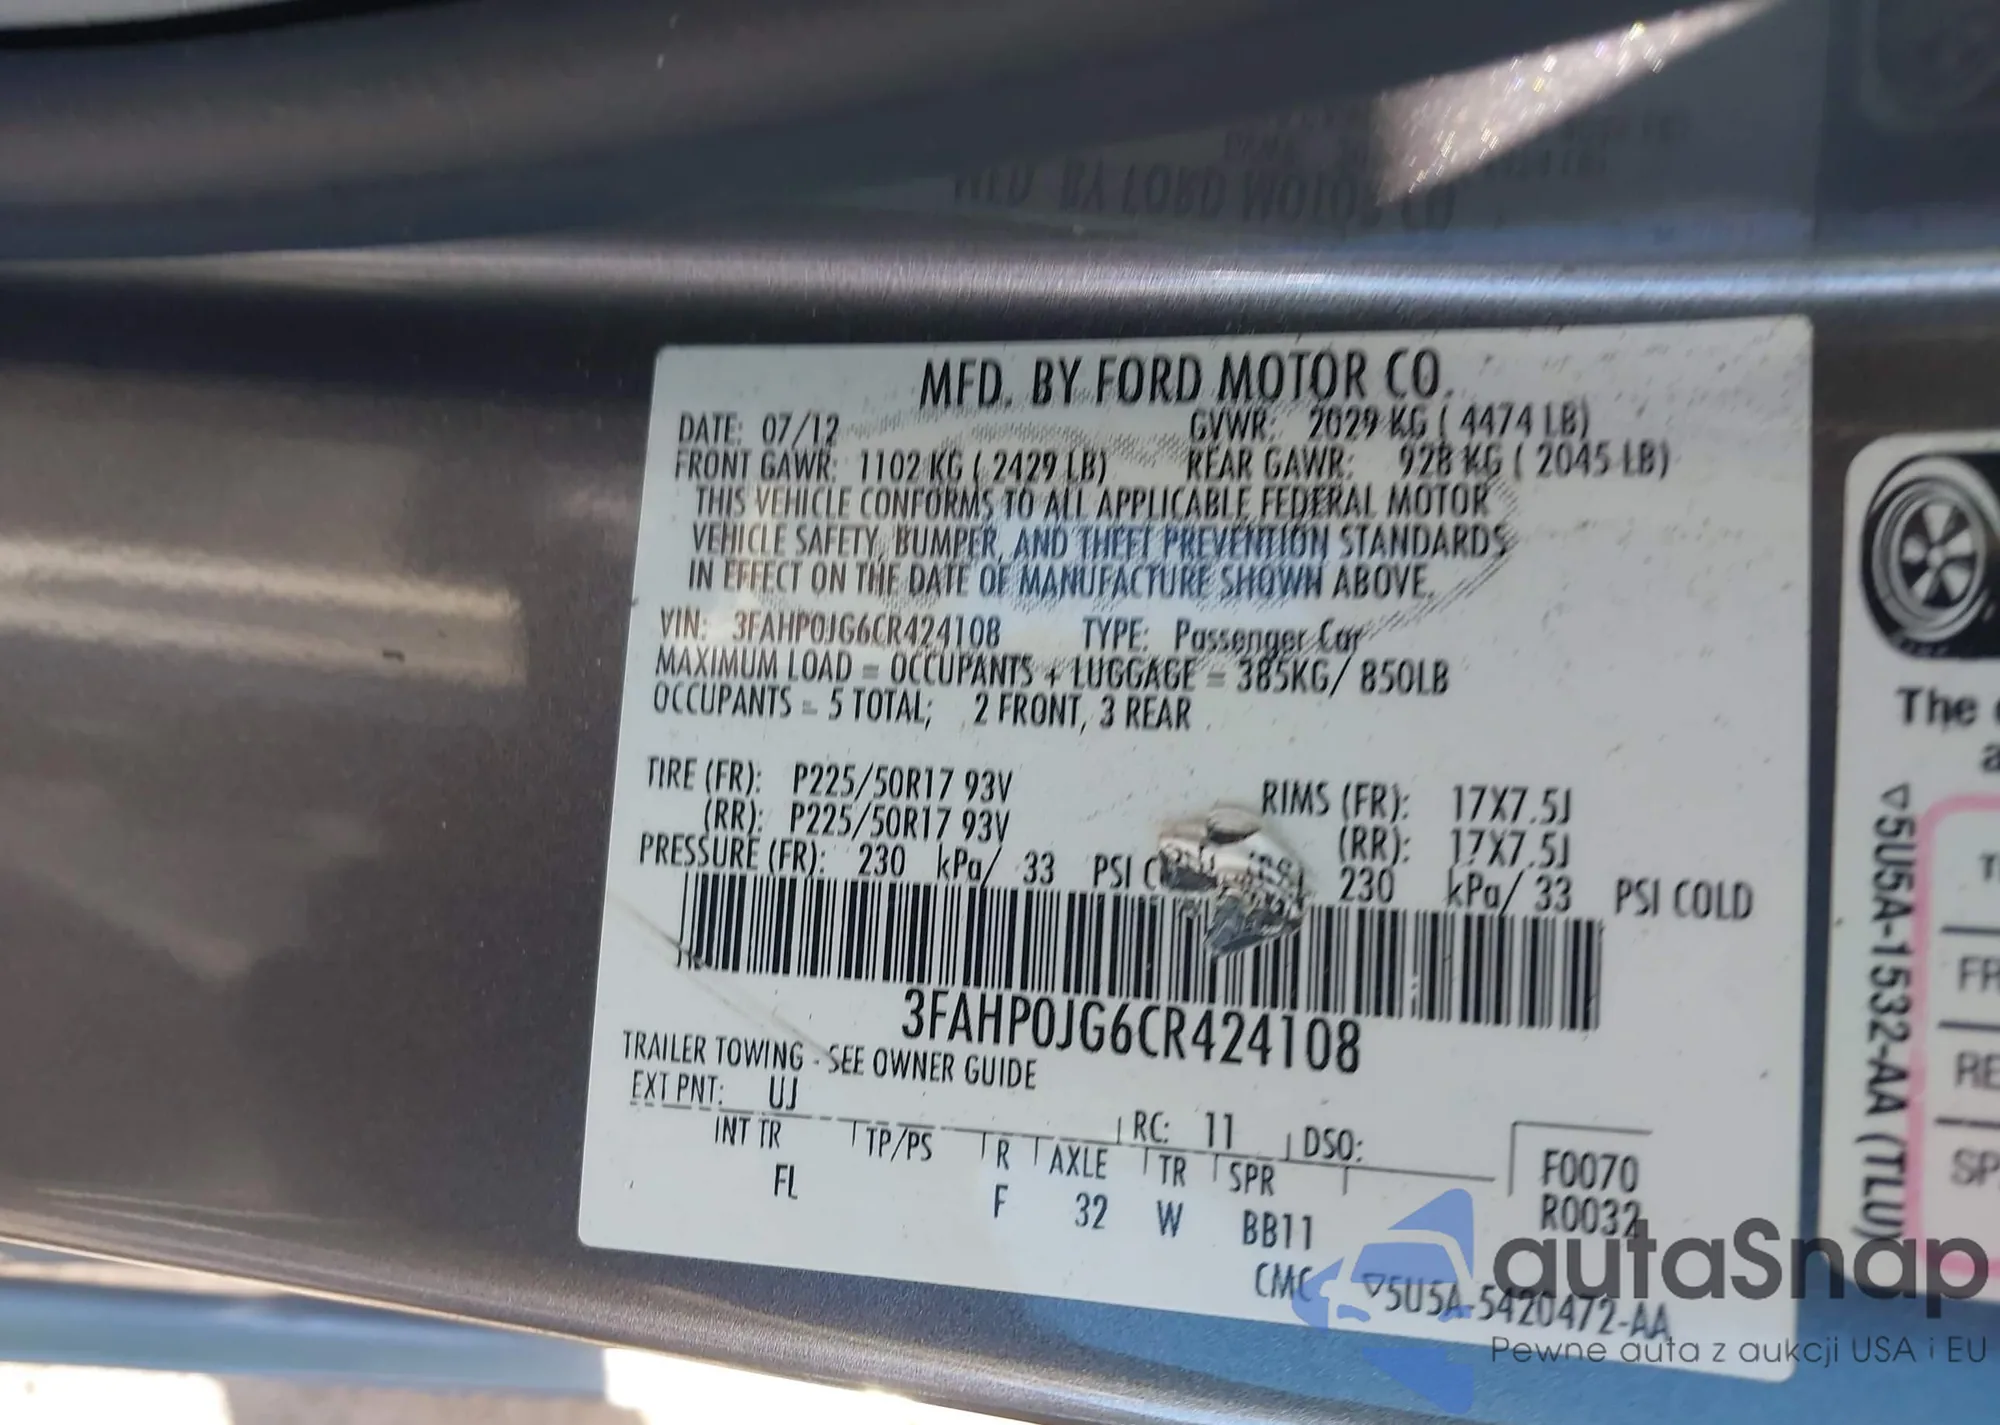 MFD. BY FORD MOTOR CO.
DATE: 07/12 GVWR: 2029 KG ( 4474 LB)
FRONT GAWR: 1102 KG ( 2429 LB) REAR GAWR: 928 KG ( 2045 LB)
THIS VEHICLE CONFORMS TO ALL APPLICABLE FEDERAL MOTOR
VEHICLE SAFETY, BUMPER, AND THEFT PREVENTION STANDARDS
IN EFFECT ON THE DATE OF MANUFACTURE SHOWN ABOVE.
VIN: 3FAHP0JG6CR424108 TYPE: Passenger Car
MAXIMUM LOAD = OCCUPANTS + LUGGAGE = 385KG/ 850LB
OCCUPANTS = 5 TOTAL; 2 FRONT, 3 REAR
TIRE (FR): P225/50R17 93V RIMS (FR): 17X7.5J
(RR): P225/50R17 93V (RR): 17X7.5J
PRESSURE (FR): 230 kPa/ 33 PSI 230 kPa/ 33 PSI COLD
3FAHP0JG6CR424108
TRAILER TOWING - SEE OWNER GUIDE
EXT PNT: UJ RC: 11 DSO:
INT TR TP/PS R AXLE TR SPR F0070
FL F 32 W BB11 R0032
CMC ▽5U5A-5420472-AA
The
▽5U5A-1532-AA (TLU)
FR
RE
SP
autaSnap
Pewne auta z aukcji USA i EU